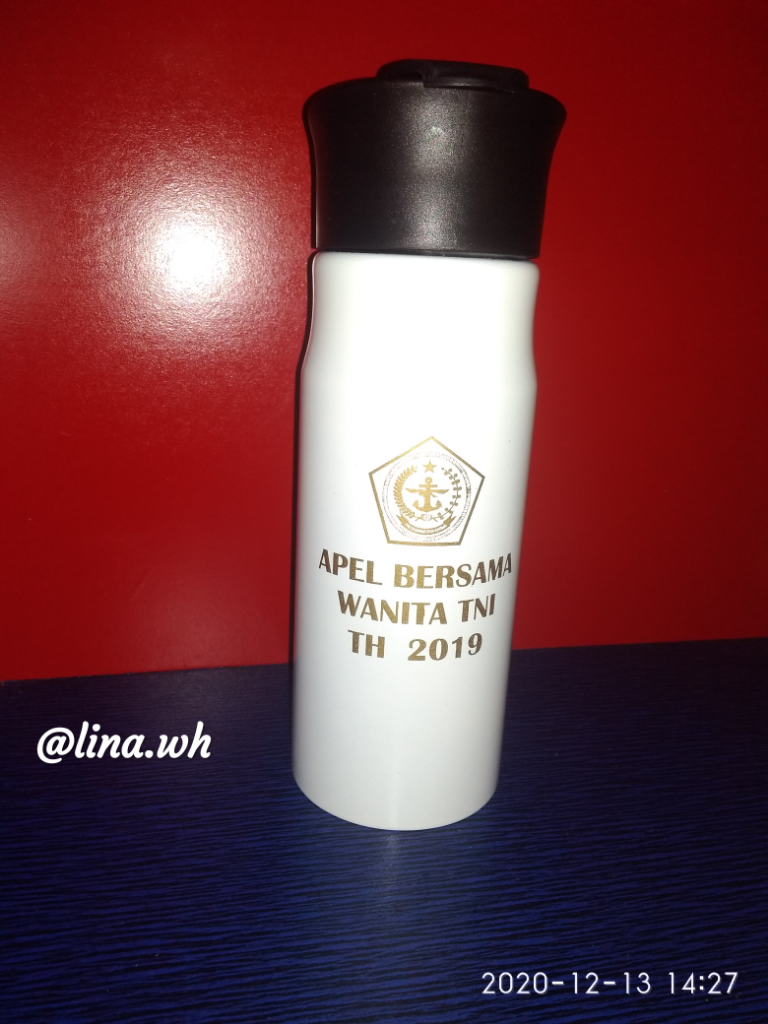 APEL BERSAMA
WANITA TNI
TH 2019
@lina.wh
2020-12-13 14:27